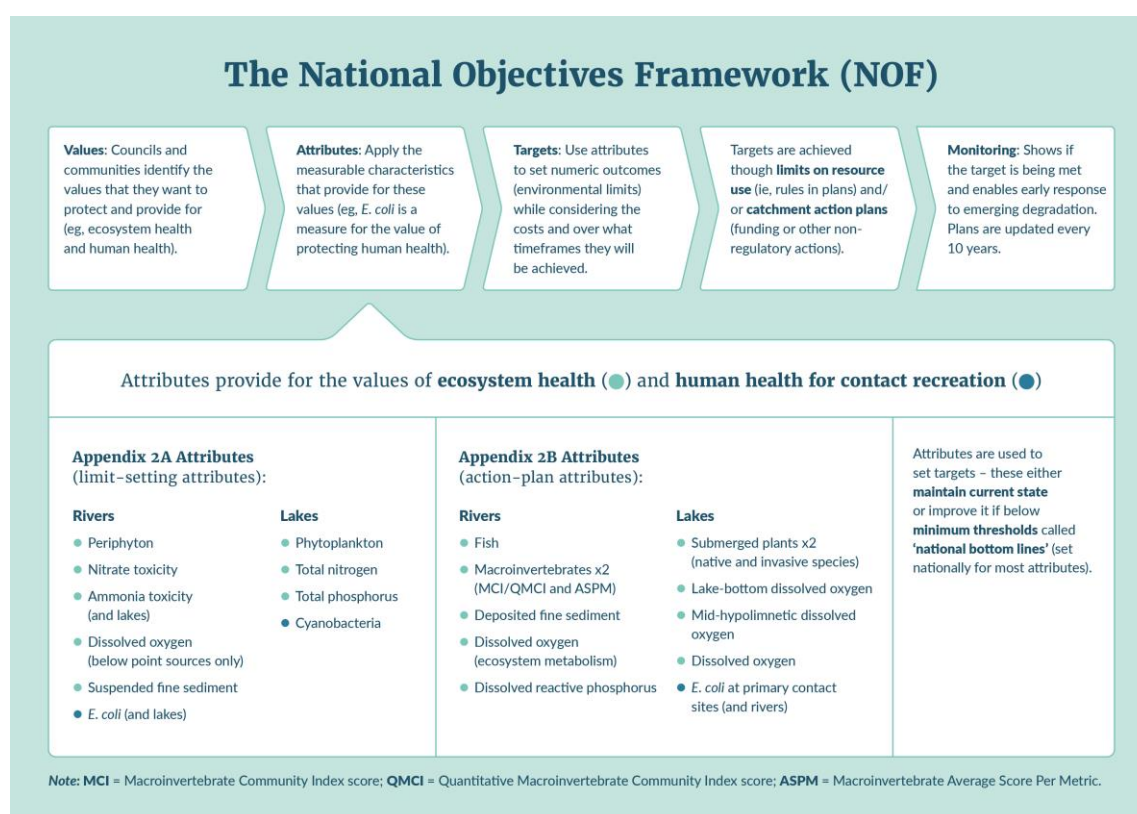 The National Objectives Framework (NOF)
Values: Councils and
communities identify the
values that they want to
protect and provide for
(eg, ecosystem health
and human health).
Attributes: Apply the
measurable characteristics
that provide for these
values (eg, E. coli is a
measure for the value of
protecting human health).
Targets: Use attributes
to set numeric outcomes
(environmental limits)
while considering the
costs and over what
timeframes they will
be achieved.
Targets are achieved
though limits on resource
use (ie, rules in plans) and/
or catchment action plans
(funding or other non-
regulatory actions).
Monitoring: Shows if
the target is being met
and enables early response
to emerging degradation.
Plans are updated every
10 years.
Attributes provide for the values of ecosystem health (●) and human health for contact recreation (●)
Appendix 2A Attributes
(limit-setting attributes):
Rivers
● Periphyton
● Nitrate toxicity
● Ammonia toxicity
(and lakes)
● Dissolved oxygen
(below point sources only)
● Suspended fine sediment
● E. coli (and lakes)
Lakes
● Phytoplankton
● Total nitrogen
● Total phosphorus
● Cyanobacteria
Appendix 2B Attributes
(action-plan attributes):
Rivers
● Fish
● Macroinvertebrates x2
(MCI/QMCI and ASPM)
● Deposited fine sediment
● Dissolved oxygen
(ecosystem metabolism)
● Dissolved reactive phosphorus
Lakes
● Submerged plants x2
(native and invasive species)
● Lake-bottom dissolved oxygen
● Mid-hypolimnetic dissolved
oxygen
● Dissolved oxygen
● E. coli at primary contact
sites (and rivers)
Attributes are used to
set targets – these either
maintain current state
or improve it if below
minimum thresholds called
‘national bottom lines’ (set
nationally for most attributes).
Note: MCI = Macroinvertebrate Community Index score; QMCI = Quantitative Macroinvertebrate Community Index score; ASPM = Macroinvertebrate Average Score Per Metric.